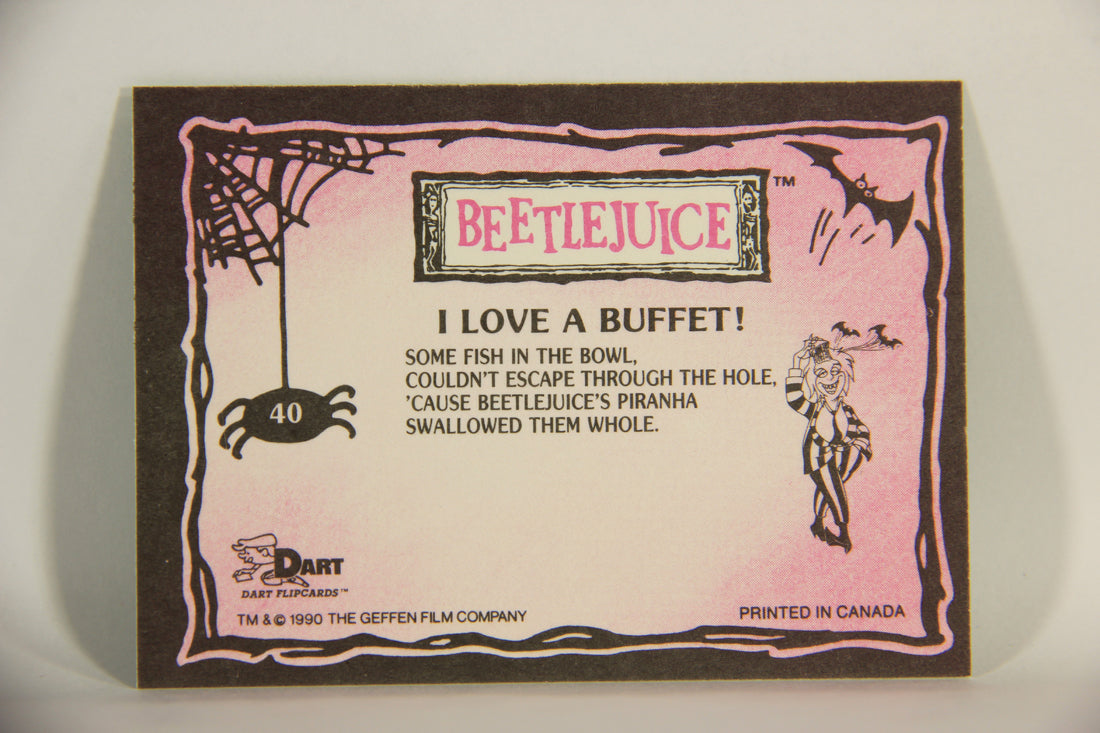 BEETLEJUICE TM
I LOVE A BUFFET!
SOME FISH IN THE BOWL,
COULDN'T ESCAPE THROUGH THE HOLE,
'CAUSE BEETLEJUICE'S PIRANHA
SWALLOWED THEM WHOLE.
40
DART
DART FLIPCARDS™
TM & © 1990 THE GEFFEN FILM COMPANY
PRINTED IN CANADA